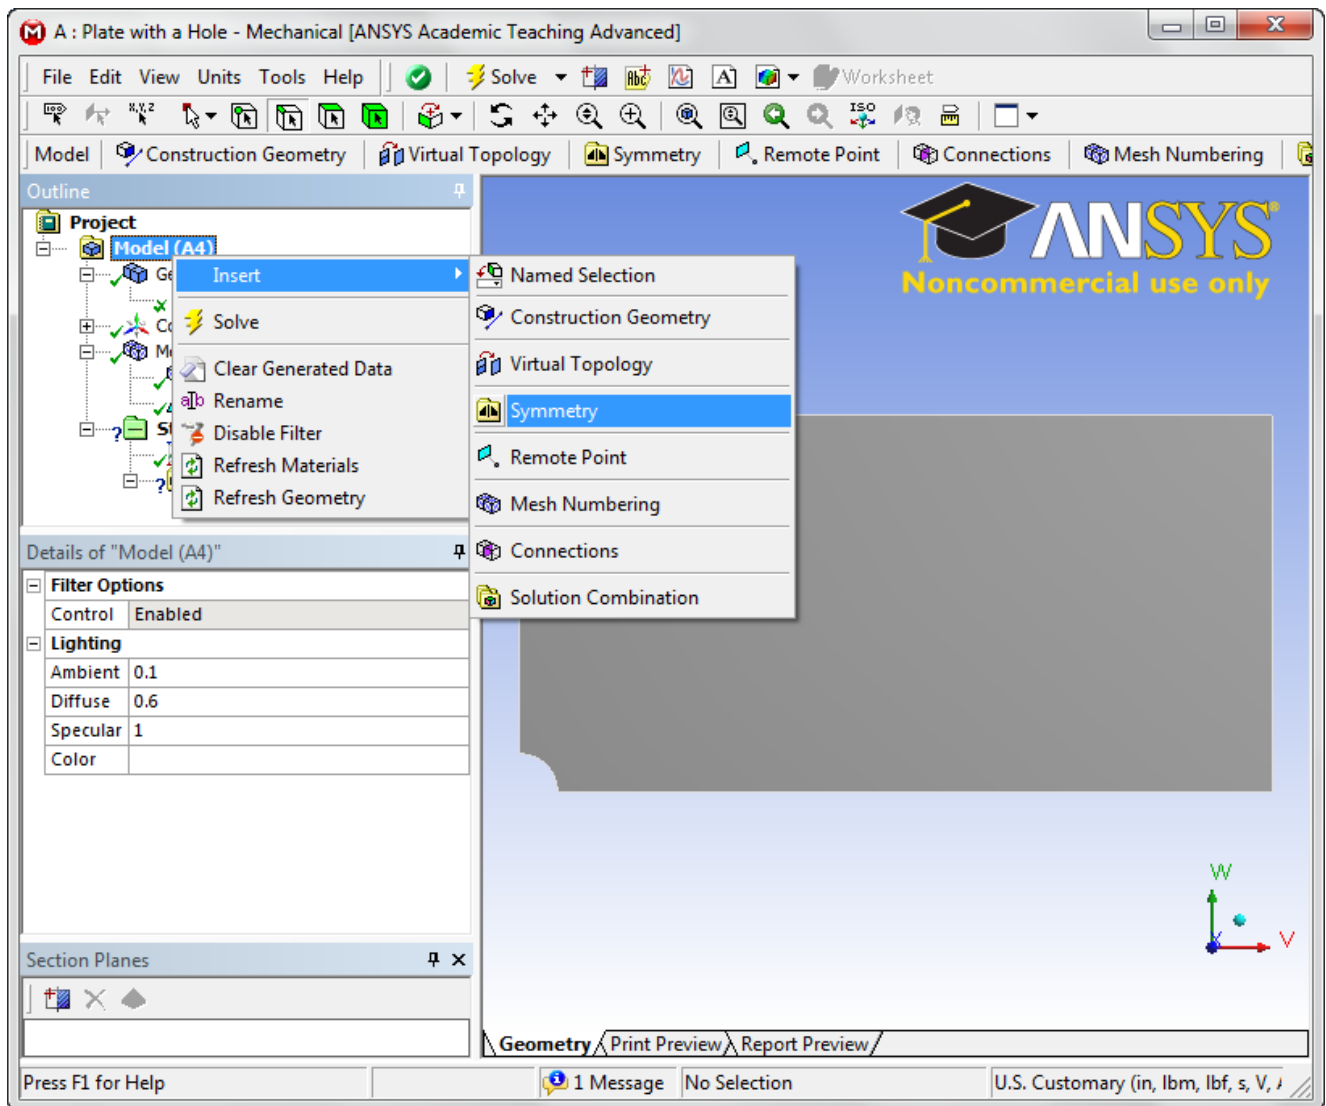 A : Plate with a Hole - Mechanical [ANSYS Academic Teaching Advanced]
File Edit View Units Tools Help Solve Worksheet
Model Construction Geometry Virtual Topology Symmetry Remote Point Connections Mesh Numbering
Outline
Project
Model (A4)
Insert
Solve
Clear Generated Data
Rename
Disable Filter
Refresh Materials
Refresh Geometry
Named Selection
Construction Geometry
Virtual Topology
Symmetry
Remote Point
Mesh Numbering
Connections
Solution Combination
ANSYS
Noncommercial use only
Details of "Model (A4)"
Filter Options
Control Enabled
Lighting
Ambient 0.1
Diffuse 0.6
Specular 1
Color
W
V
Section Planes
Geometry Print Preview Report Preview
Press F1 for Help 1 Message No Selection U.S. Customary (in, lbm, lbf, s, V,